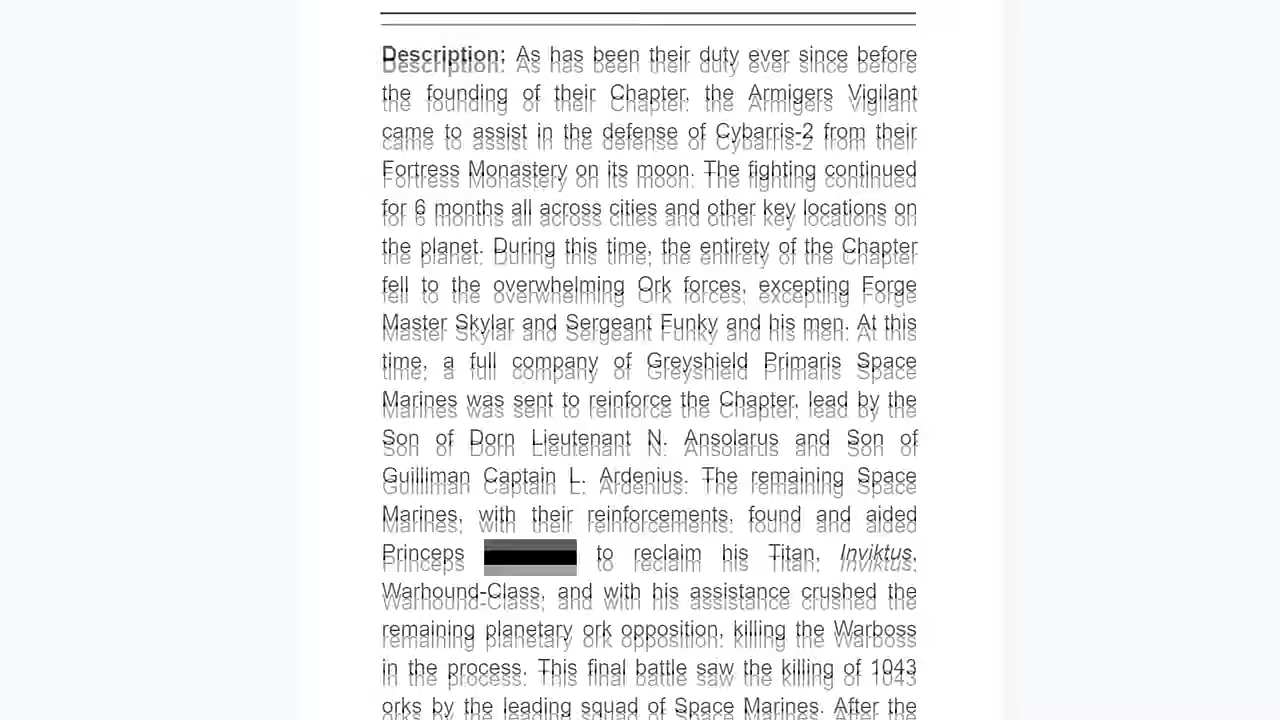 Description: As has been their duty ever since before
the founding of their Chapter, the Armigers Vigilant
came to assist in the defense of Cybarris-2 from their
Fortress Monastery on its moon. The fighting continued
for 6 months all across cities and other key locations on
the planet. During this time, the entirety of the Chapter
fell to the overwhelming Ork forces, excepting Forge
Master Skylar and Sergeant Funky and his men. At this
time, a full company of Greyshield Primaris Space
Marines was sent to reinforce the Chapter, lead by the
Son of Dorn Lieutenant N. Ansolarus and Son of
Guilliman Captain L. Ardenius. The remaining Space
Marines, with their reinforcements, found and aided
Princeps to reclaim his Titan, Inviktus,
Warhound-Class, and with his assistance crushed the
remaining planetary ork opposition, killing the Warboss
in the process. This final battle saw the killing of 1043
orks by the leading squad of Space Marines. After the